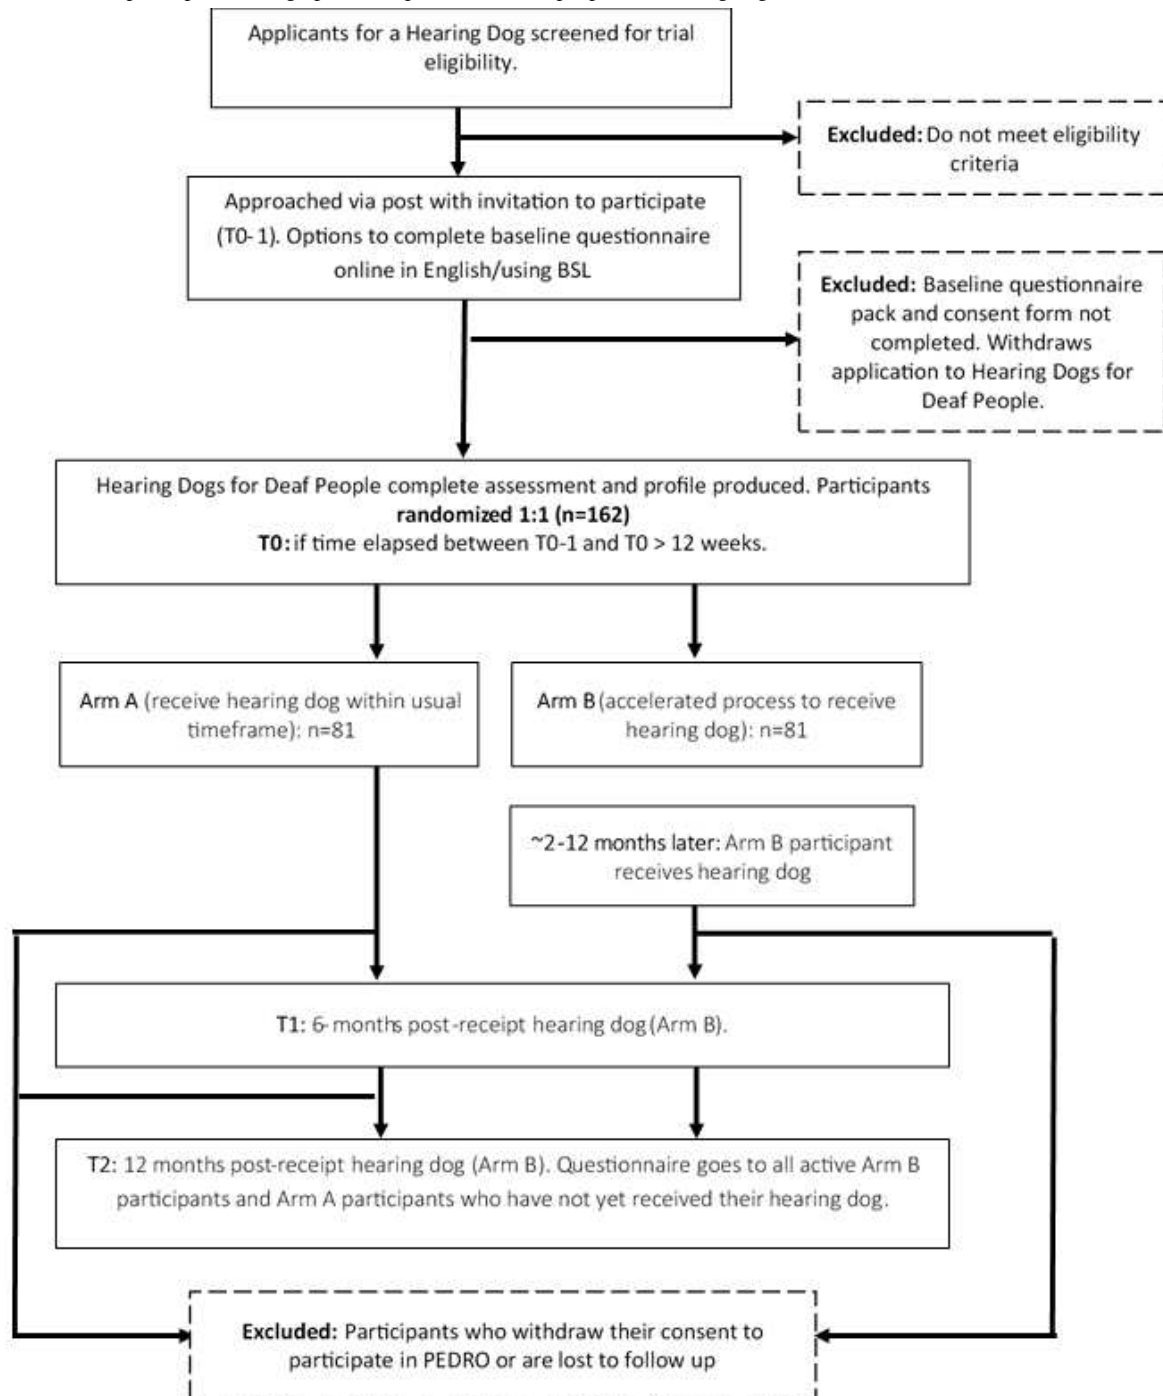 Applicants for a Hearing Dog screened for trial
eligibility.
Excluded: Do not meet eligibility
criteria
Approached via post with invitation to participate
(T0-1). Options to complete baseline questionnaire
online in English/using BSL
Excluded: Baseline questionnaire
pack and consent form not
completed. Withdraws
application to Hearing Dogs for
Deaf People.
Hearing Dogs for Deaf People complete assessment and profile produced. Participants
randomized 1:1 (n=162)
T0: if time elapsed between T0-1 and T0 > 12 weeks.
Arm A (receive hearing dog within usual
timeframe): n=81
Arm B (accelerated process to receive
hearing dog): n=81
~2-12 months later: Arm B participant
receives hearing dog
T1: 6-months post-receipt hearing dog (Arm B).
T2: 12 months post-receipt hearing dog (Arm B). Questionnaire goes to all active Arm B
participants and Arm A participants who have not yet received their hearing dog.
Excluded: Participants who withdraw their consent to
participate in PEDRO or are lost to follow up